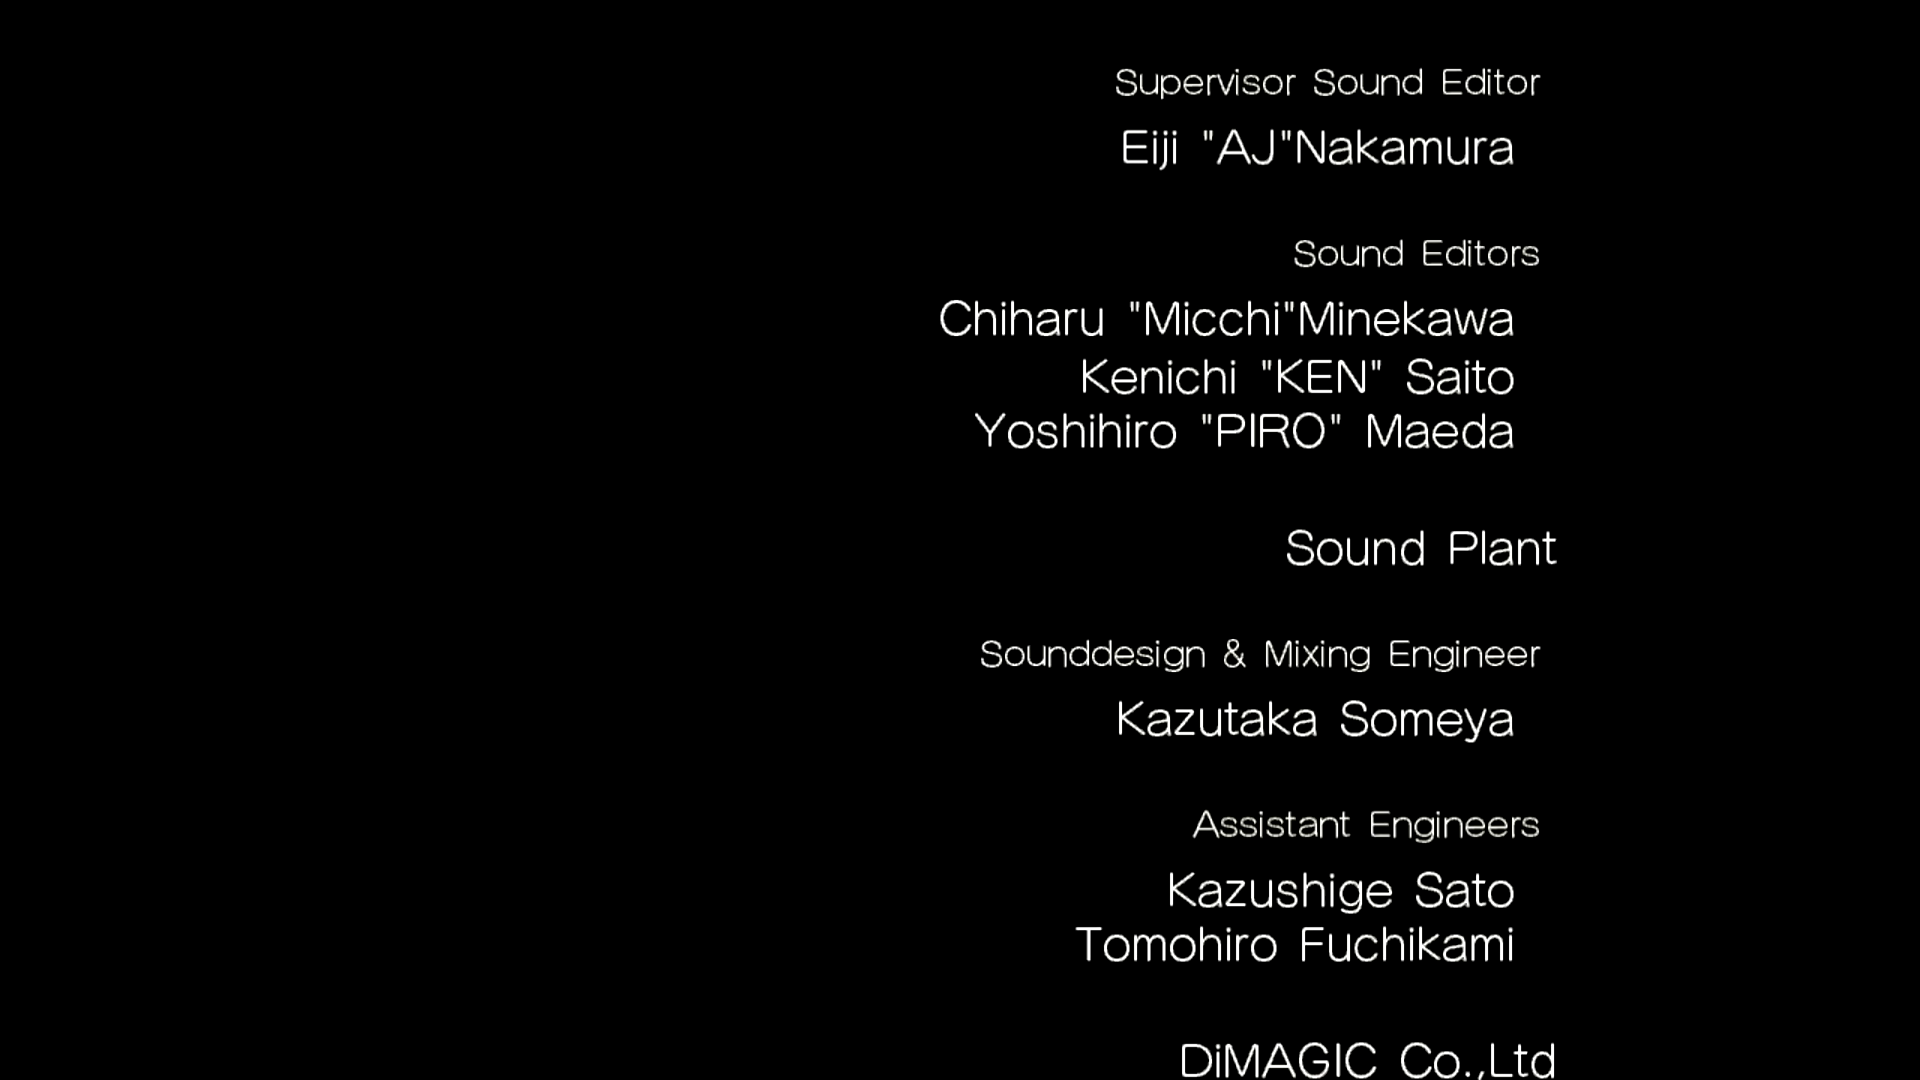 Supervisor Sound Editor
Eiji "AJ"Nakamura
Sound Editors
Chiharu "Micchi"Minekawa
Kenichi "KEN" Saito
Yoshihiro "PIRO" Maeda
Sound Plant
Sounddesign & Mixing Engineer
Kazutaka Someya
Assistant Engineers
Kazushige Sato
Tomohiro Fuchikami
DiMAGIC Co.,Ltd